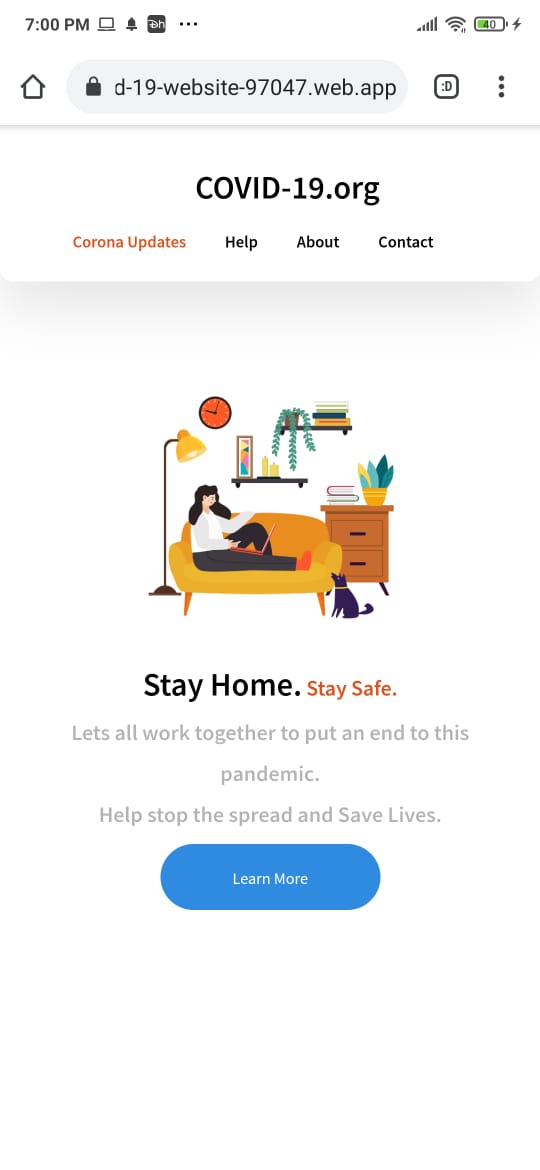 7:00 PM
40
d-19-website-97047.web.app
:D
COVID-19.org
Corona Updates Help About Contact
Stay Home. Stay Safe.
Lets all work together to put an end to this
pandemic.
Help stop the spread and Save Lives.
Learn More